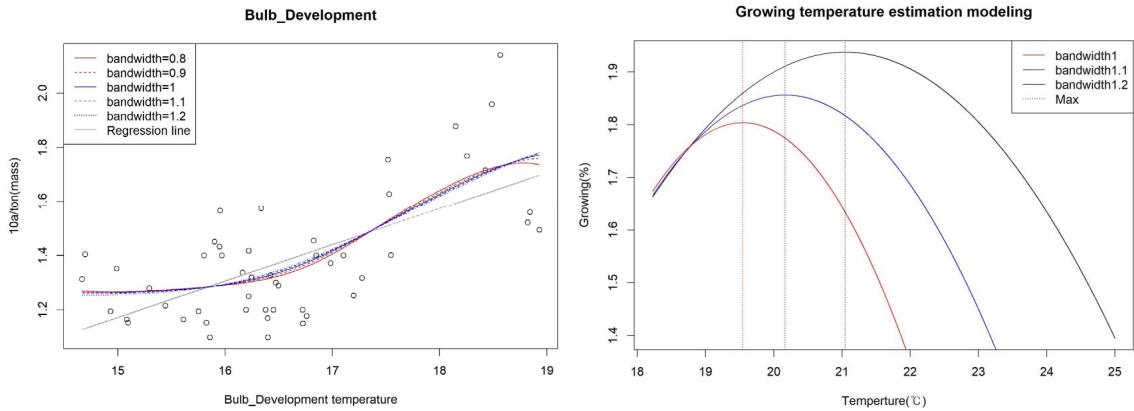 Bulb_Development
10a/ton(mass)
2.0
1.8
1.6
1.4
1.2
bandwidth=0.8
bandwidth=0.9
bandwidth=1
bandwidth=1.1
bandwidth=1.2
Regression line
15 16 17 18 19
Bulb_Development temperature
Growing temperature estimation modeling
Growing(%)
1.9
1.8
1.7
1.6
1.5
1.4
bandwidth1
bandwidth1.1
bandwidth1.2
Max
18 19 20 21 22 23 24 25
Temperture(℃)